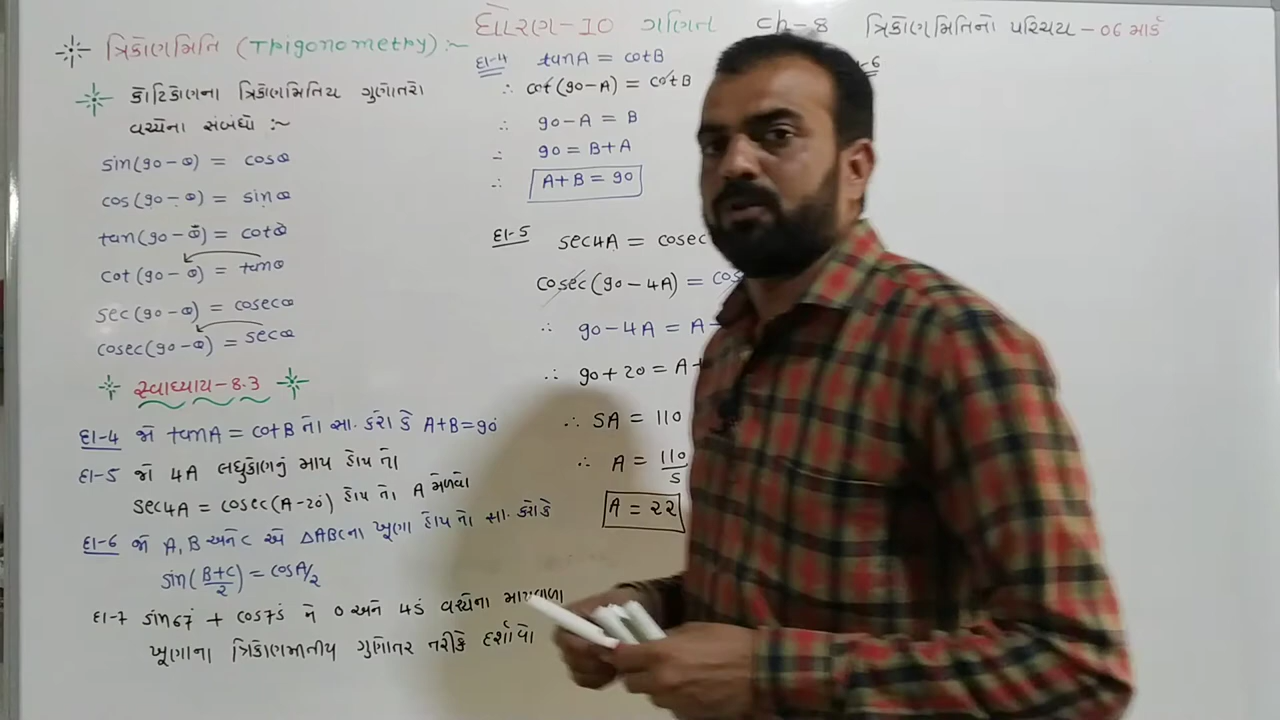 ધોરણ-10 ગણિત Ch-8 ત્રિકોણમિતિનો પરિચય - 06 માર્ક
ત્રિકોણમિતિ (Trigonometry) :~
કોટિકોણના ત્રિકોણમિતિય ગુણોતરો
વચ્ચેના સંબંધો :~
sin(90-θ) = cosθ
cos(90-θ) = sinθ
tan(90-θ) = cotθ
cot(90-θ) = tanθ
sec(90-θ) = cosecθ
cosec(90-θ) = secθ
સ્વાધ્યાય-8.3
દા-4 જો tanA = cotB તો સા. કરો કે A+B=90
દા-5 જો 4A લઘુકોણનું માપ હોય તો
sec4A = cosec(A-20) હોય તો A મેળવો
દા-6 જો A, B અને C એ ΔABCના ખૂણા હોય તો સા. કરો કે
sin(B+C/2) = cosA/2
દા-7 sin67 + cos75 ને 0 અને 45 વચ્ચેના માપવાળા
ખૂણાના ત્રિકોણમિતીય ગુણોતર તરીકે દર્શાવો
દા-4 tanA = cotB
∴ cot(90-A) = cotB
∴ 90-A = B
∴ 90 = B+A
∴ A+B = 90
દા-5 sec4A = cosec
cosec(90-4A) = cos
∴ 90-4A = A-
∴ 90+20 = A+
∴ 5A = 110
∴ A = 110/5
A = 22
-6